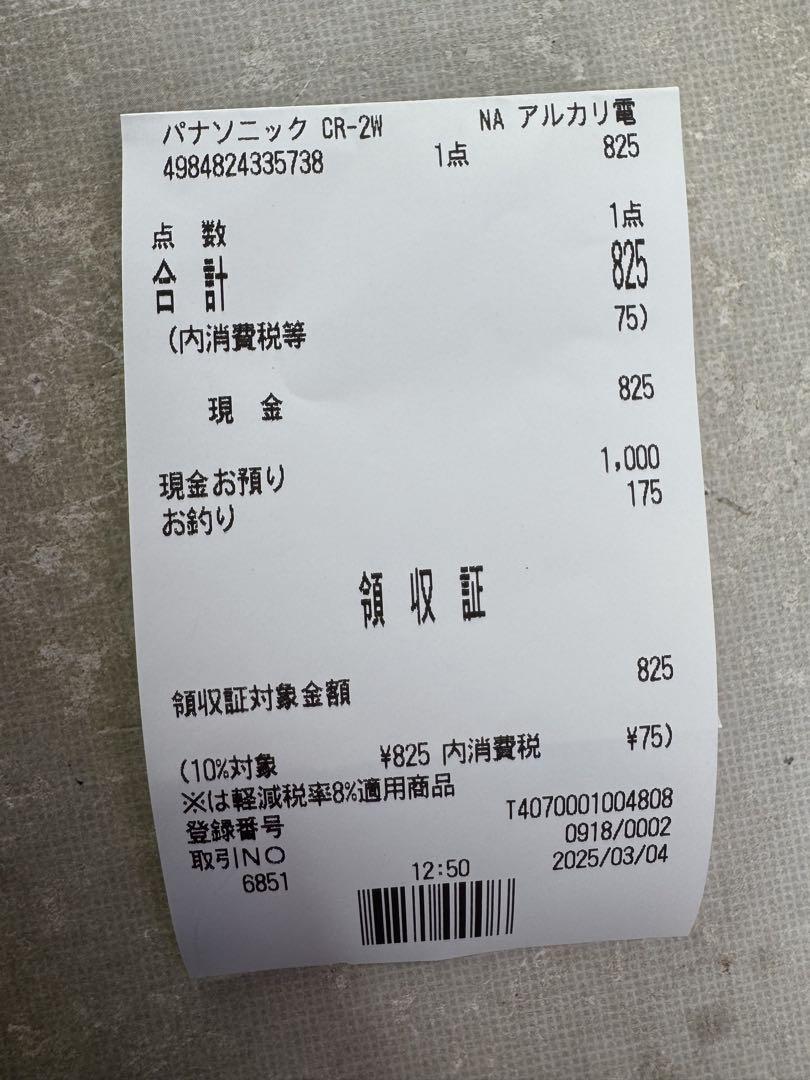 パナソニック CR-2W NA アルカリ電
4984824335738 1点 825
点 数 1点
合 計 825
(内消費税等 75)
現 金 825
現金お預り 1,000
お釣り 175
領 収 証
領収証対象金額 825
(10%対象 ¥825 内消費税 ¥75)
※は軽減税率8%適用商品
登録番号 T4070001004808
取引NO 0918/0002
6851 12:50 2025/03/04